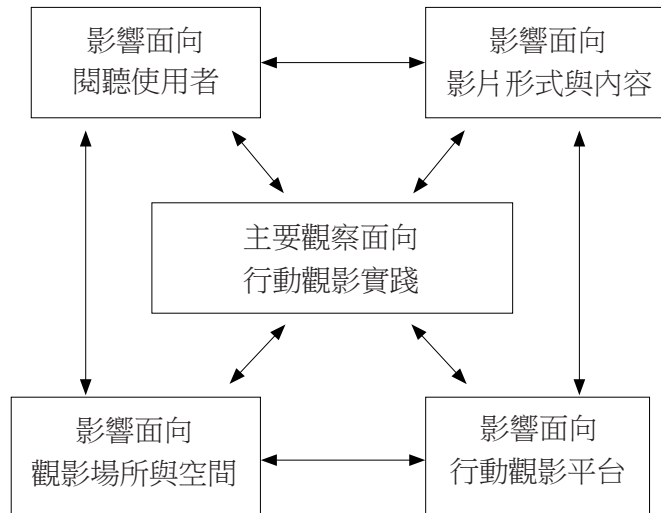 影響面向
閱聽使用者
影響面向
影片形式與內容
主要觀察面向
行動觀影實踐
影響面向
觀影場所與空間
影響面向
行動觀影平台